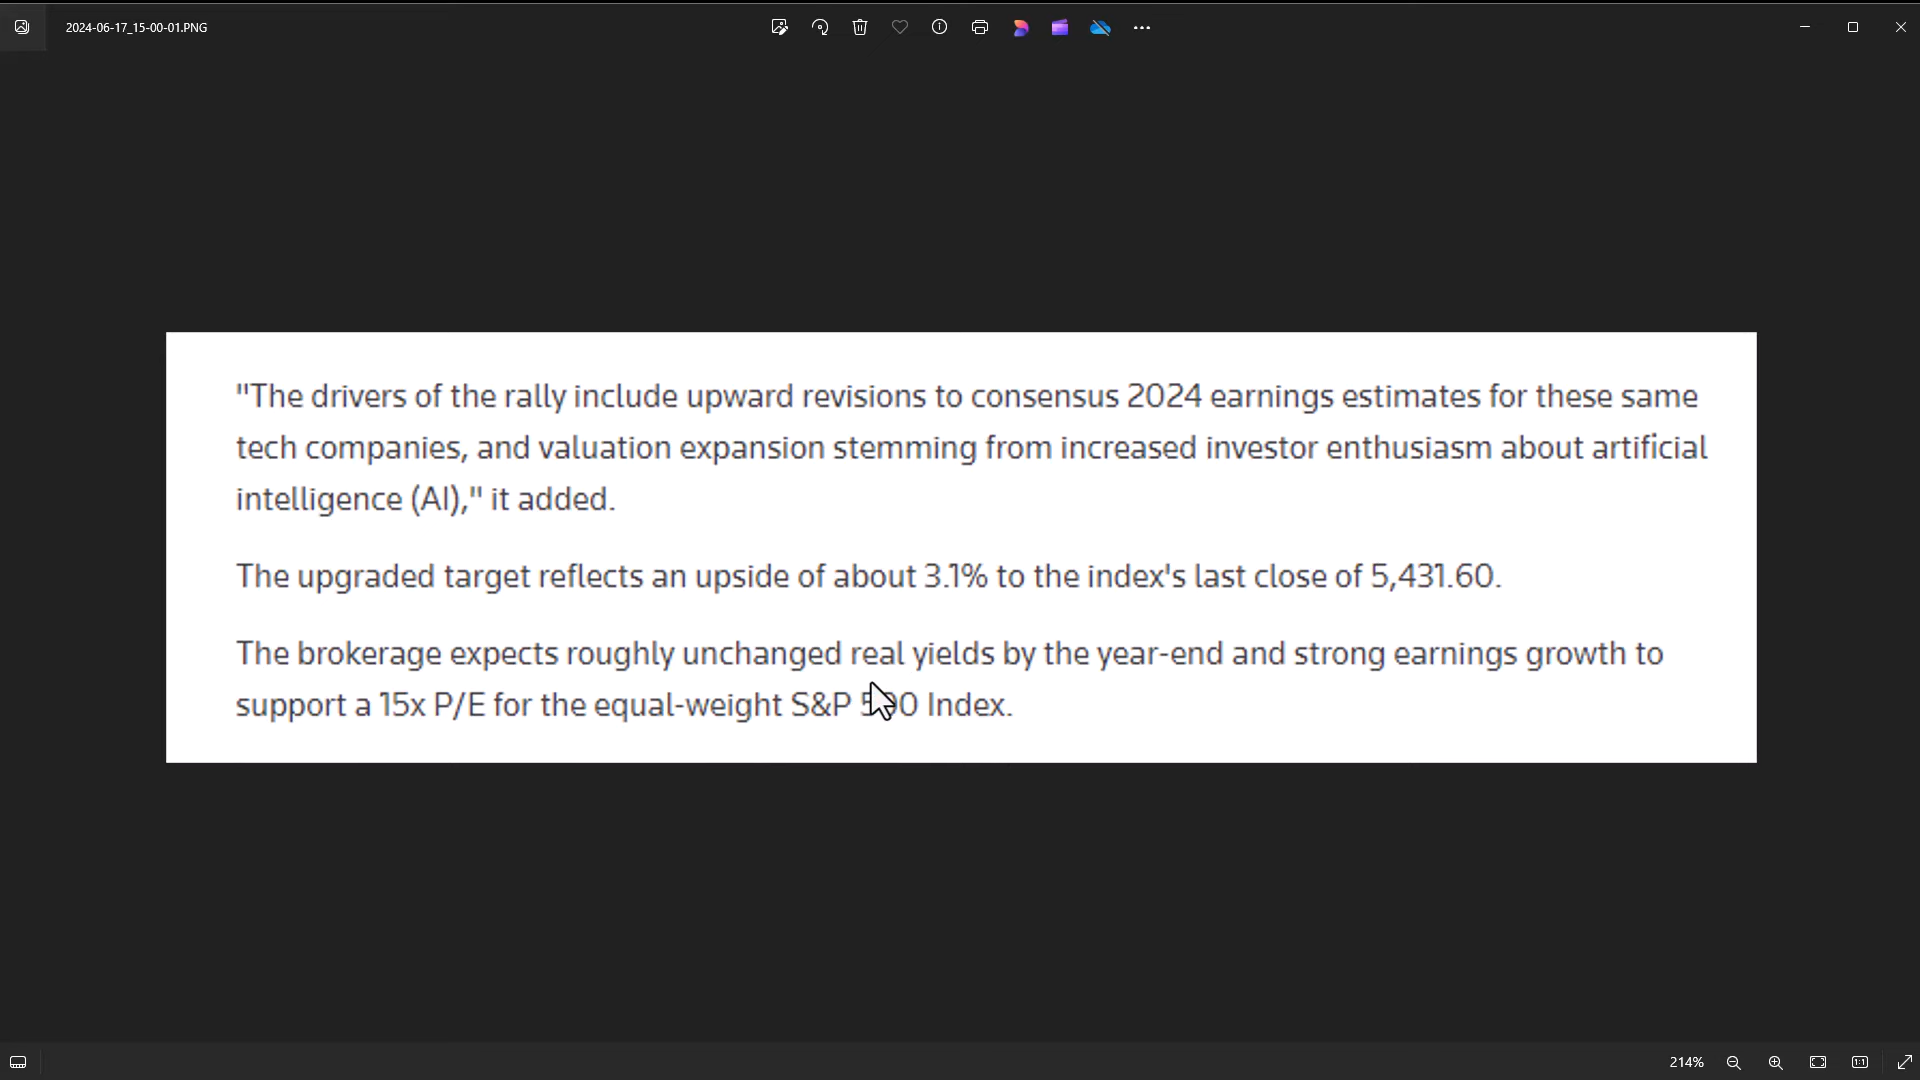 2024-06-17_15-00-01.PNG
"The drivers of the rally include upward revisions to consensus 2024 earnings estimates for these same
tech companies, and valuation expansion stemming from increased investor enthusiasm about artificial
intelligence (AI)," it added.
The upgraded target reflects an upside of about 3.1% to the index's last close of 5,431.60.
The brokerage expects roughly unchanged real yields by the year-end and strong earnings growth to
support a 15x P/E for the equal-weight S&P 500 Index.
214%